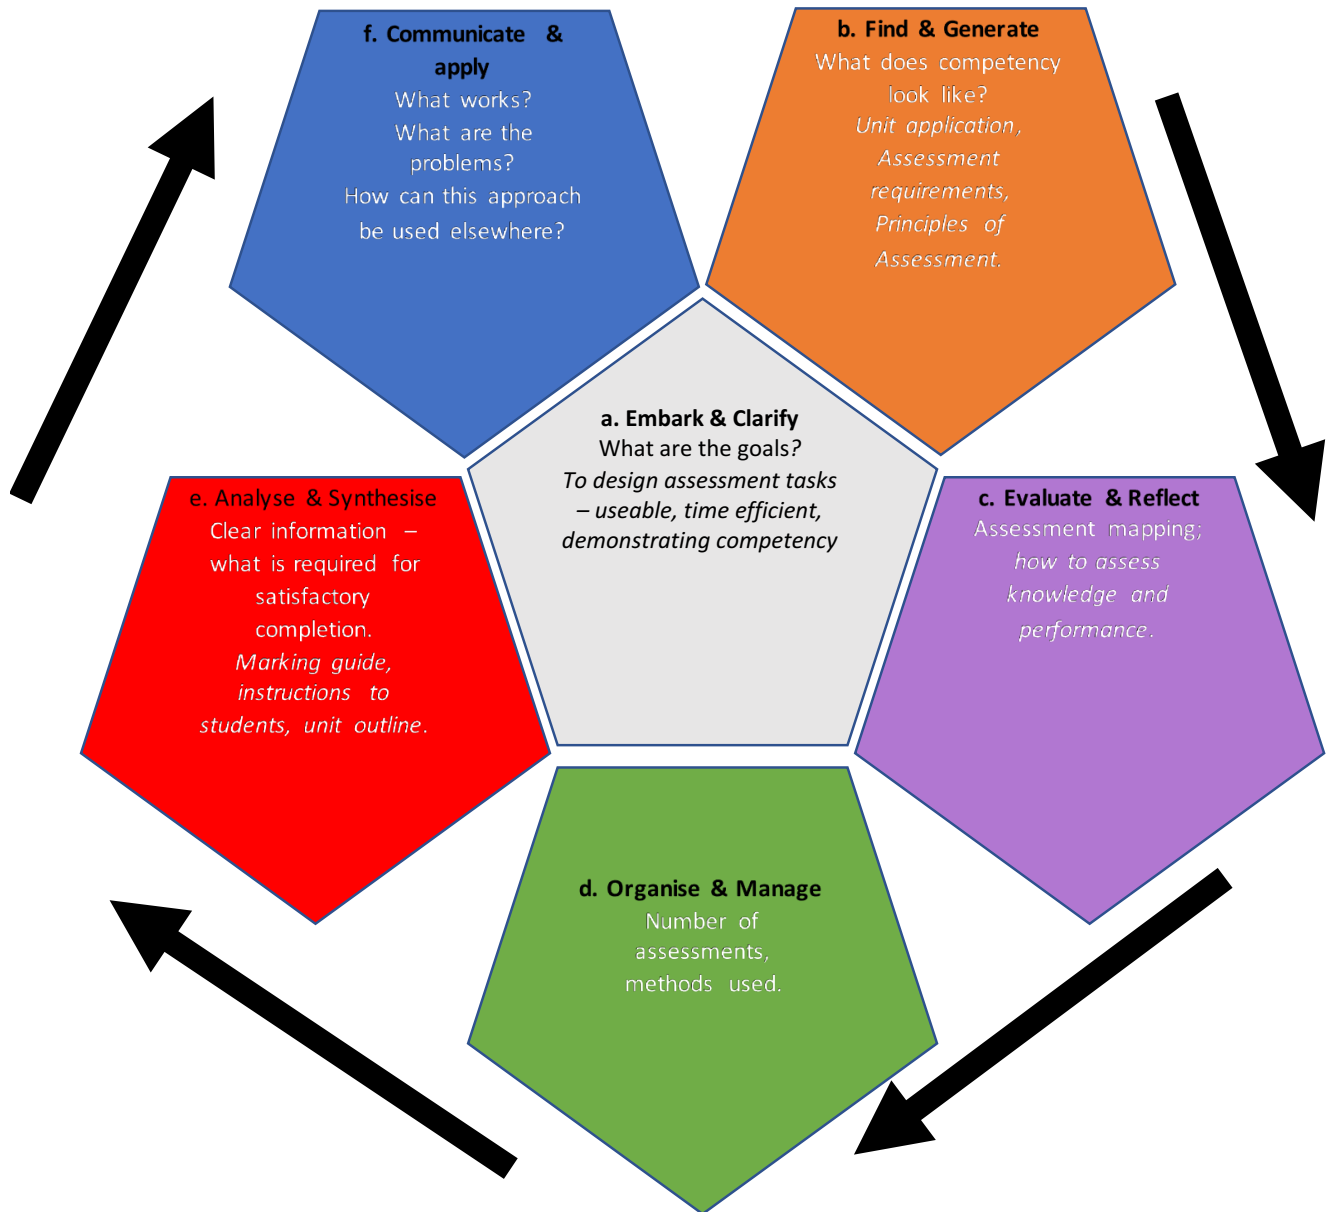 f. Communicate & 
apply
What works?
What are the
problems?
How can this approach
be used elsewhere?
b. Find & Generate
What does competency
look like?
Unit application,
Assessment
requirements,
Principles of
Assessment.
a. Embark & Clarify
What are the goals?
To design assessment tasks
– useable, time efficient,
demonstrating competency
e. Analyse & Synthesise
Clear information –
what is required for
satisfactory
completion.
Marking guide,
instructions to
students, unit outline.
c. Evaluate & Reflect
Assessment mapping;
how to assess
knowledge and
performance.
d. Organise & Manage
Number of
assessments,
methods used.